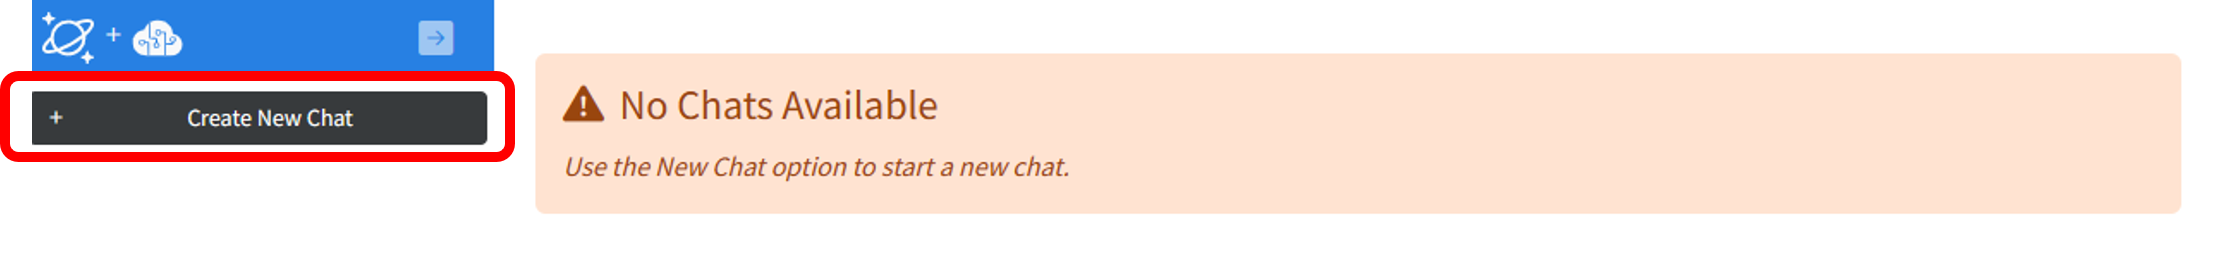 +
+ Create New Chat
No Chats Available
Use the New Chat option to start a new chat.